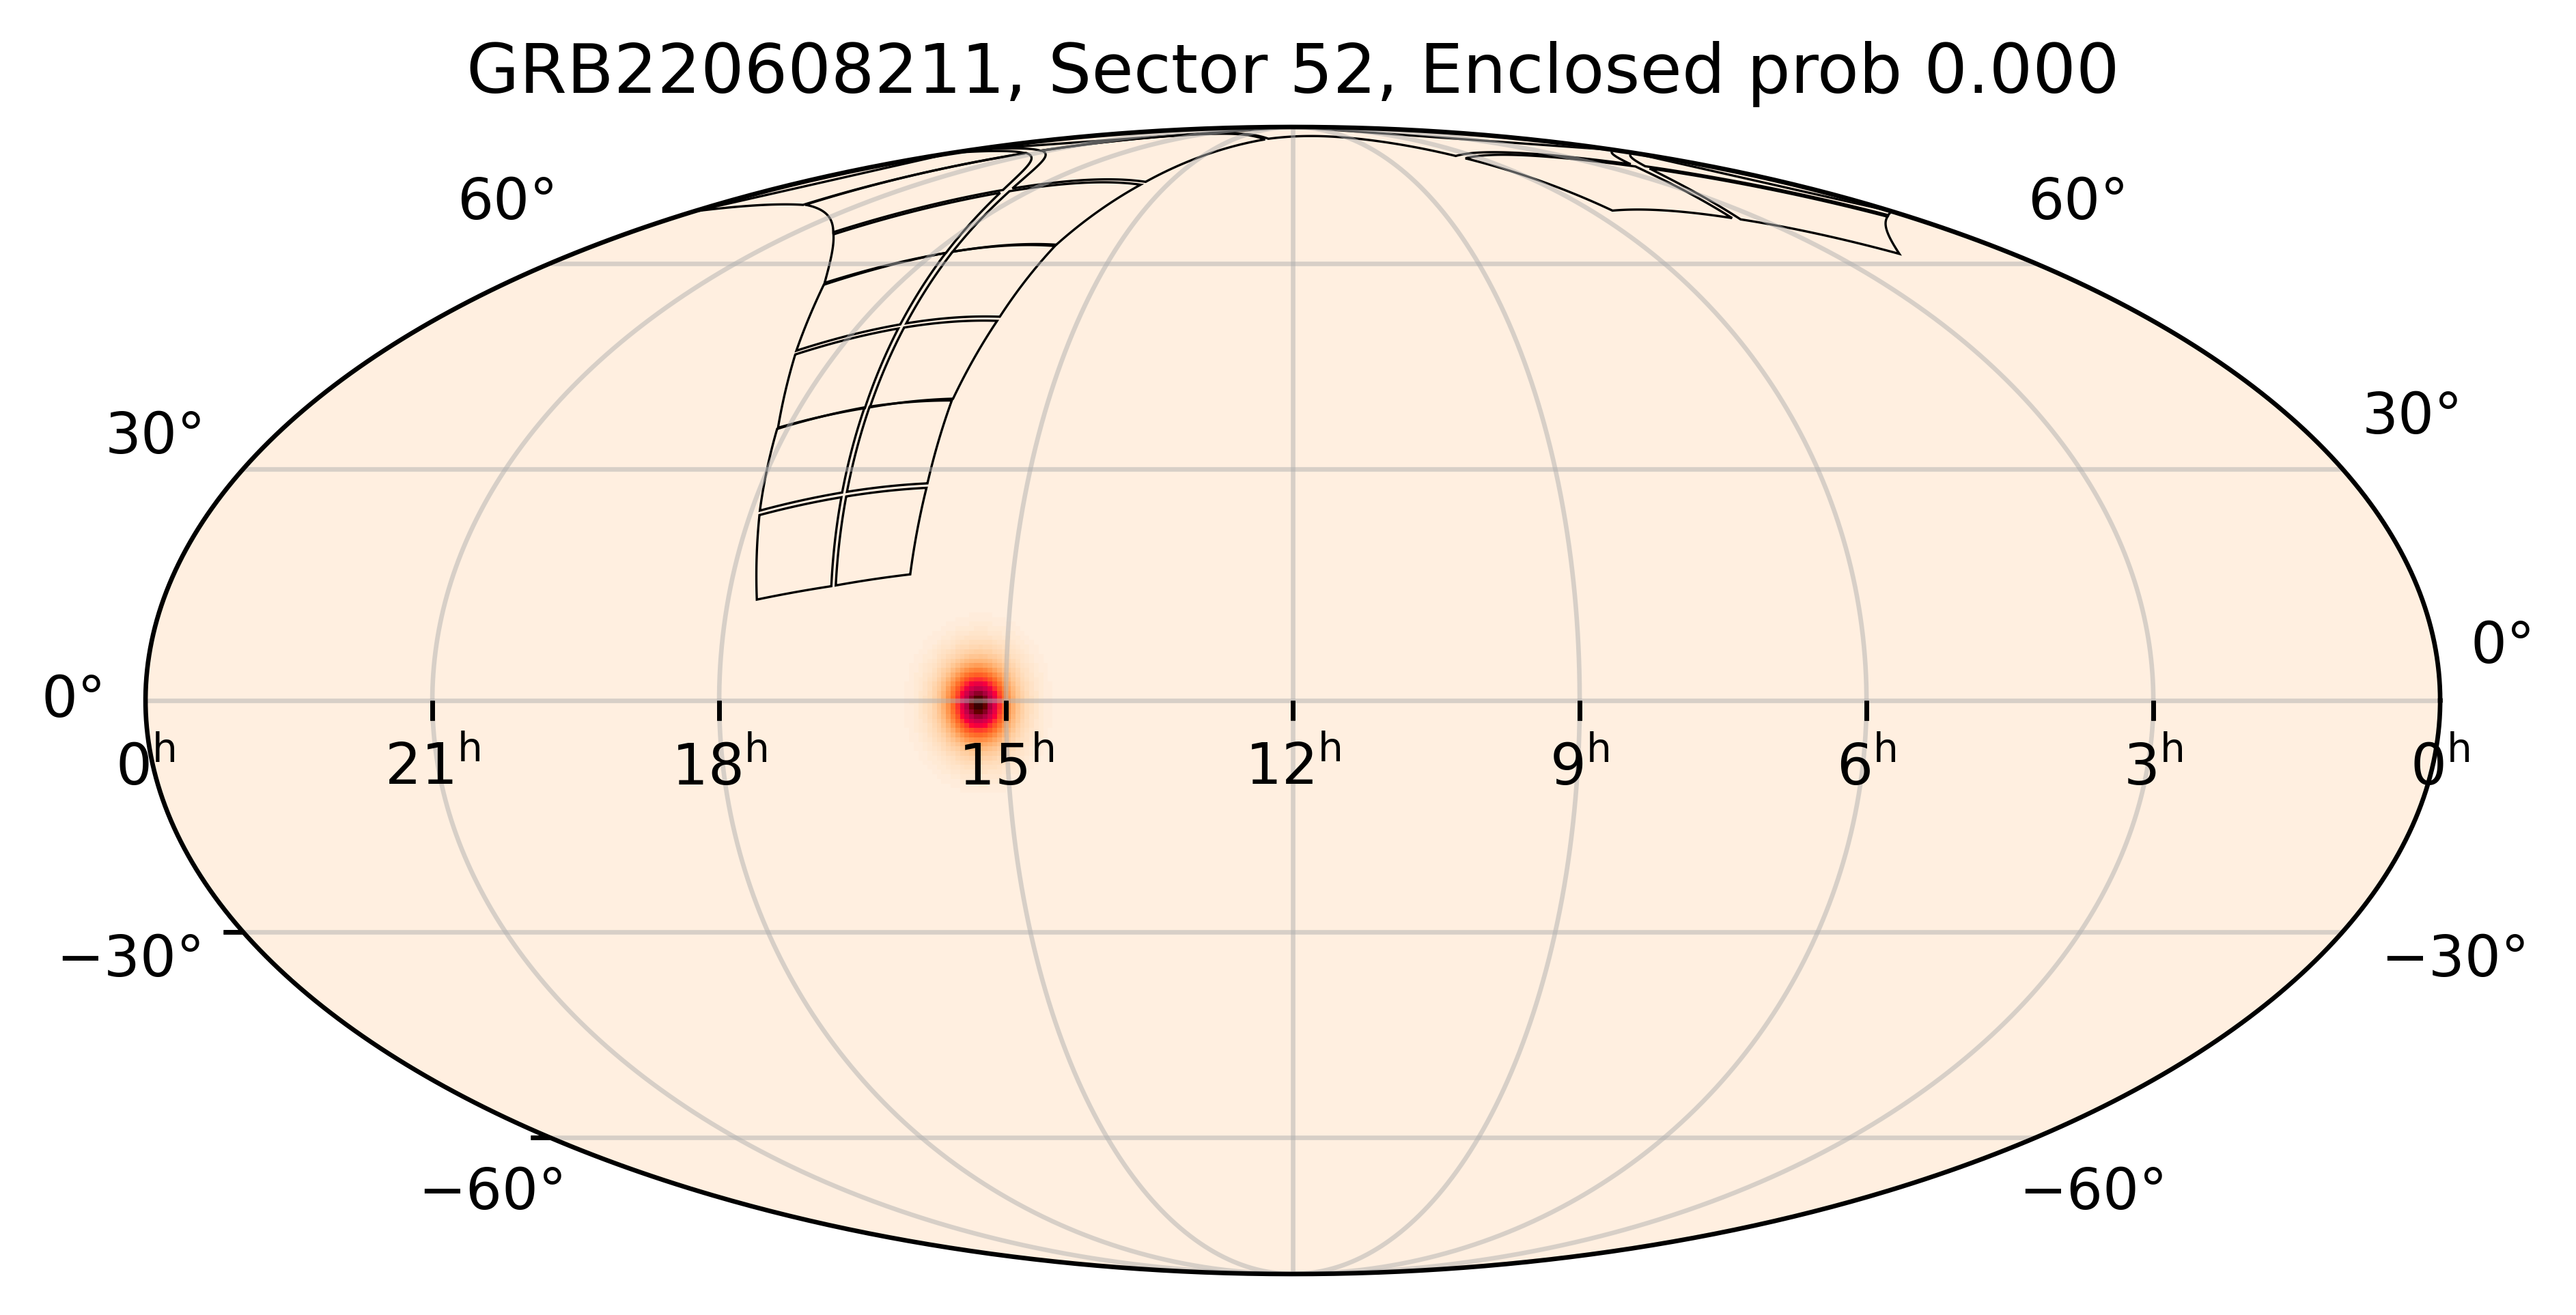 GRB220608211, Sector 52, Enclosed prob 0.000
60° 60°
30° 30°
0° 0°
0h 21h 18h 15h 12h 9h 6h 3h 0h
−30° −30°
−60° −60°